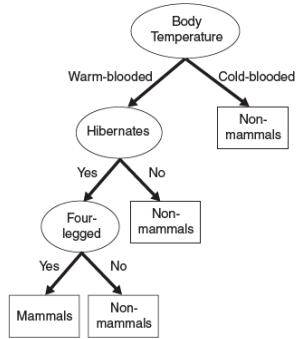 Body
Temperature
Warm-blooded
Cold-blooded
Hibernates
Non-
mammals
Yes
No
Four-
legged
Non-
mammals
Yes
No
Mammals
Non-
mammals